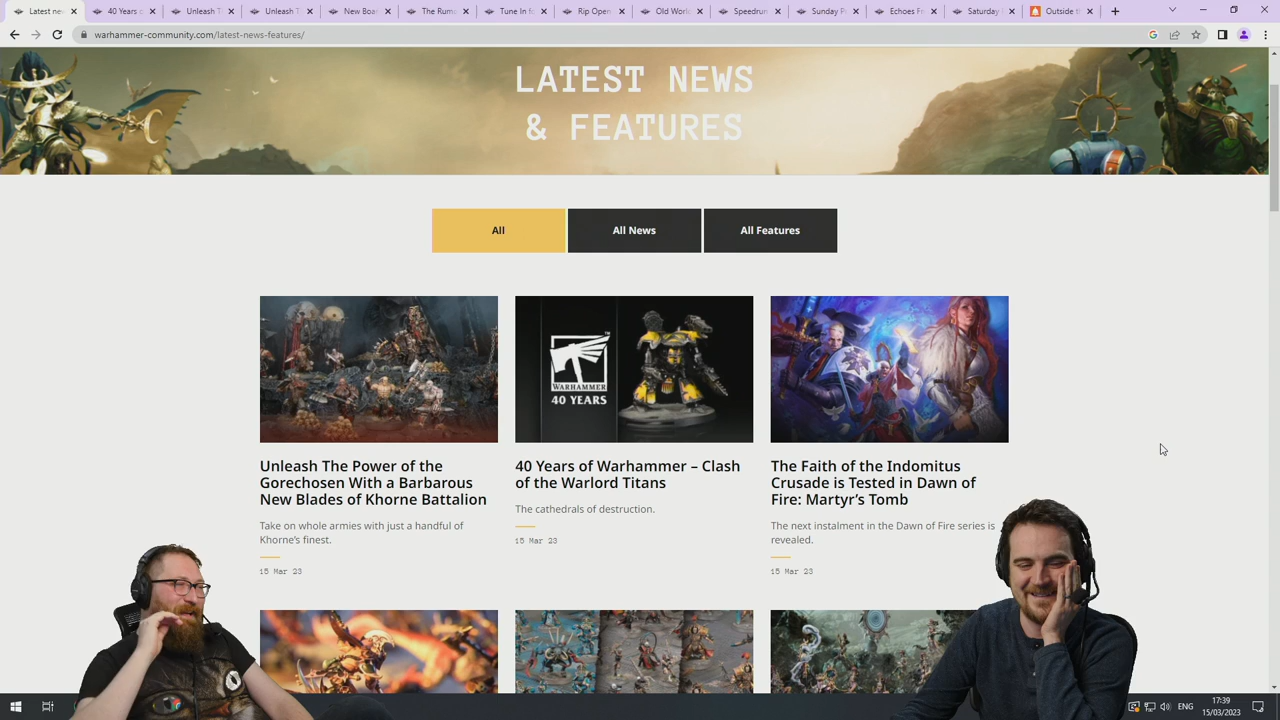 Latest new
40 Years o
Unleash T
Unleash T
New Boa
The Rumo
Tune In fo
Rip Open
Old World
Speedrun
Sunday P
Echoes Fr
Saturday
Outside th
warhammer-community.com/latest-news-features/
LATEST NEWS
& FEATURES
All
All News
All Features
WARHAMMER
40 YEARS
Unleash The Power of the
Gorechosen With a Barbarous
New Blades of Khorne Battalion
Take on whole armies with just a handful of
Khorne's finest.
15 Mar 23
40 Years of Warhammer – Clash
of the Warlord Titans
The cathedrals of destruction.
15 Mar 23
The Faith of the Indomitus
Crusade is Tested in Dawn of
Fire: Martyr's Tomb
The next instalment in the Dawn of Fire series is
revealed.
15 Mar 23
ENG
17:39
15/03/2023